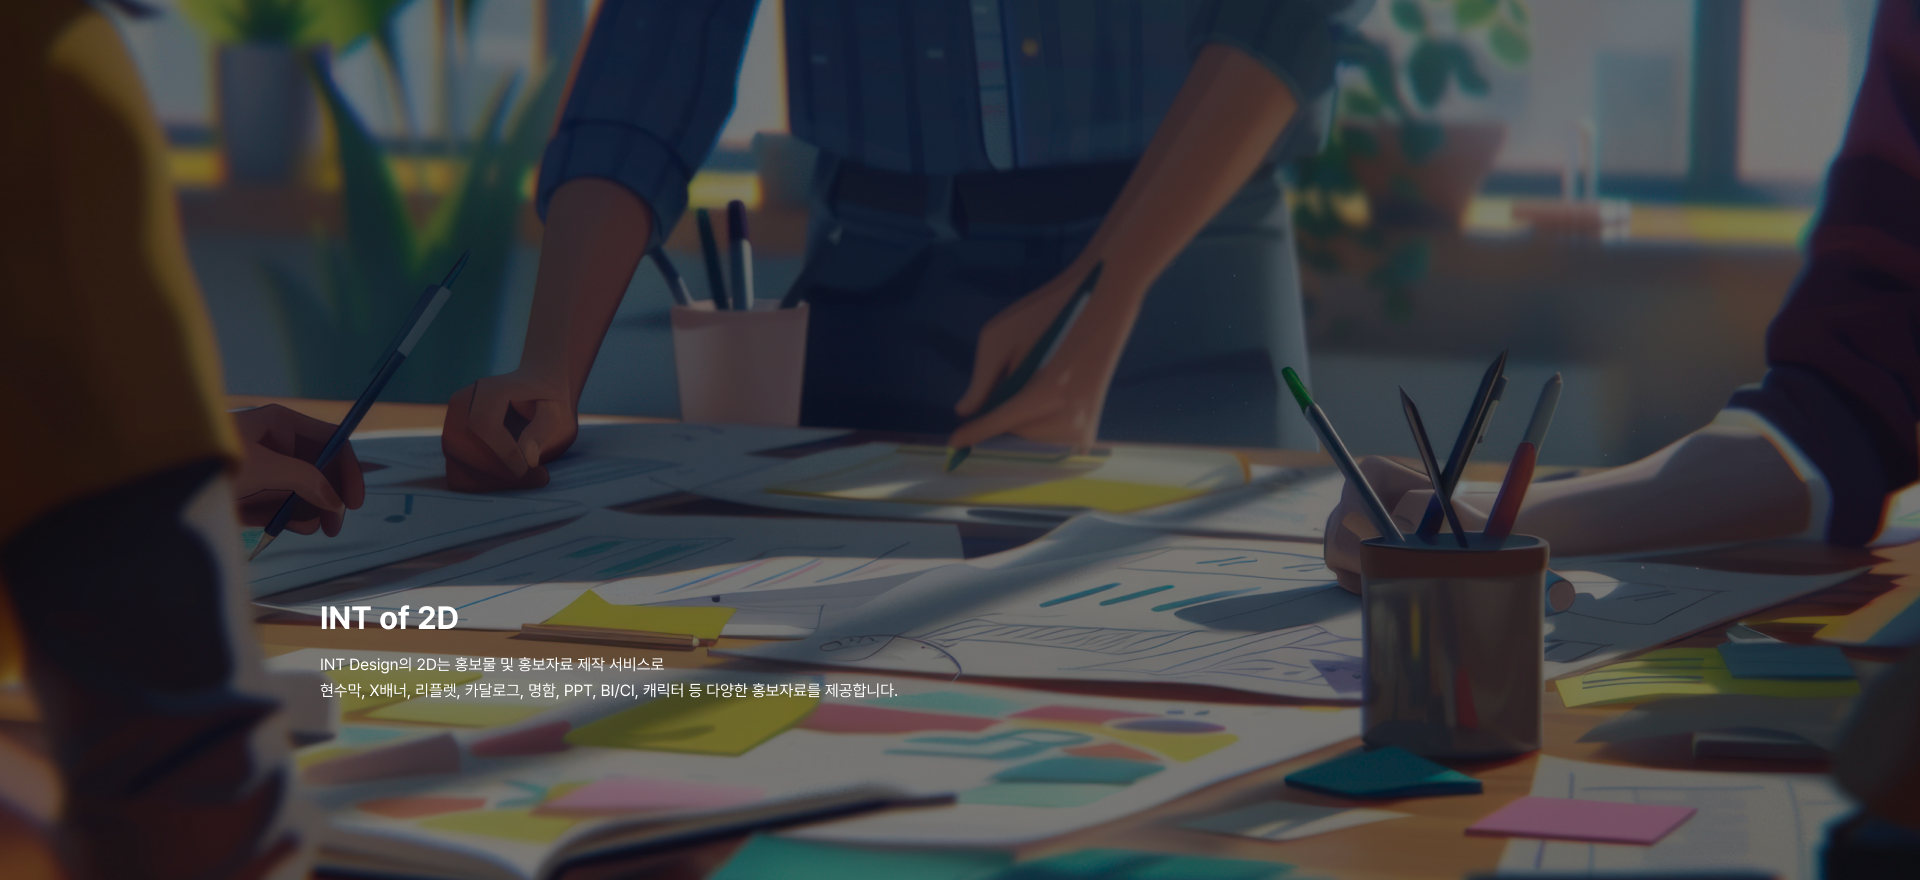 INT of 2D
INT Design의 2D는 홍보물 및 홍보자료 제작 서비스로
현수막, X배너, 리플렛, 카달로그, 명함, PPT, BI/CI, 캐릭터 등 다양한 홍보자료를 제공합니다.